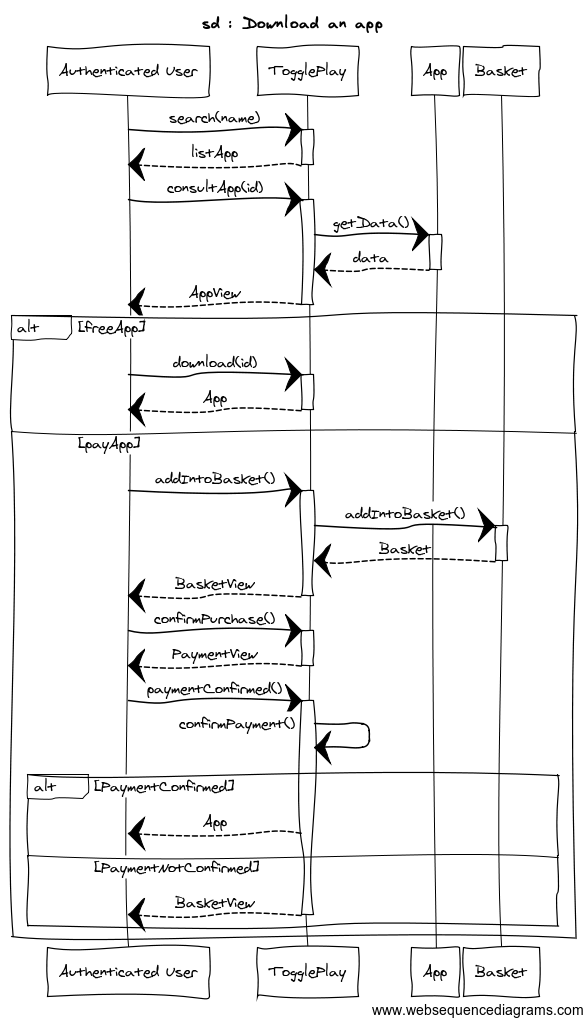 sd : Download an app
Authenticated User
TogglePlay
App
Basket
search(name)
listApp
consultApp(id)
getData()
data
AppView
alt
[freeApp]
download(id)
App
[payApp]
addIntoBasket()
addIntoBasket()
Basket
BasketView
confirmPurchase()
PaymentView
paymentConfirmed()
confirmPayment()
alt
[PaymentConfirmed]
App
[PaymentNotConfirmed]
BasketView
Authenticated User
TogglePlay
App
Basket
www.websequencediagrams.com